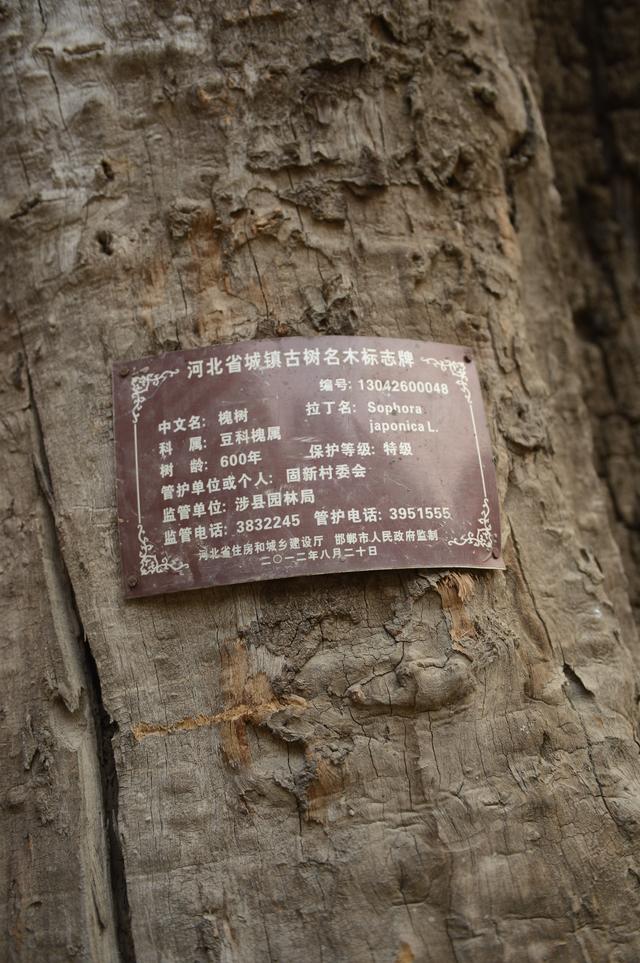 河北省城镇古树名木标志牌
编号: 13042600048
中文名: 槐树 拉丁名: Sophora
japonica L.
科 属: 豆科槐属
树 龄: 600年 保护等级: 特级
管护单位或个人: 固新村委会
监管单位: 涉县园林局
监管电话: 3832245 管护电话: 3951555
河北省住房和城乡建设厅 邯郸市人民政府监制
二〇一二年八月二十日